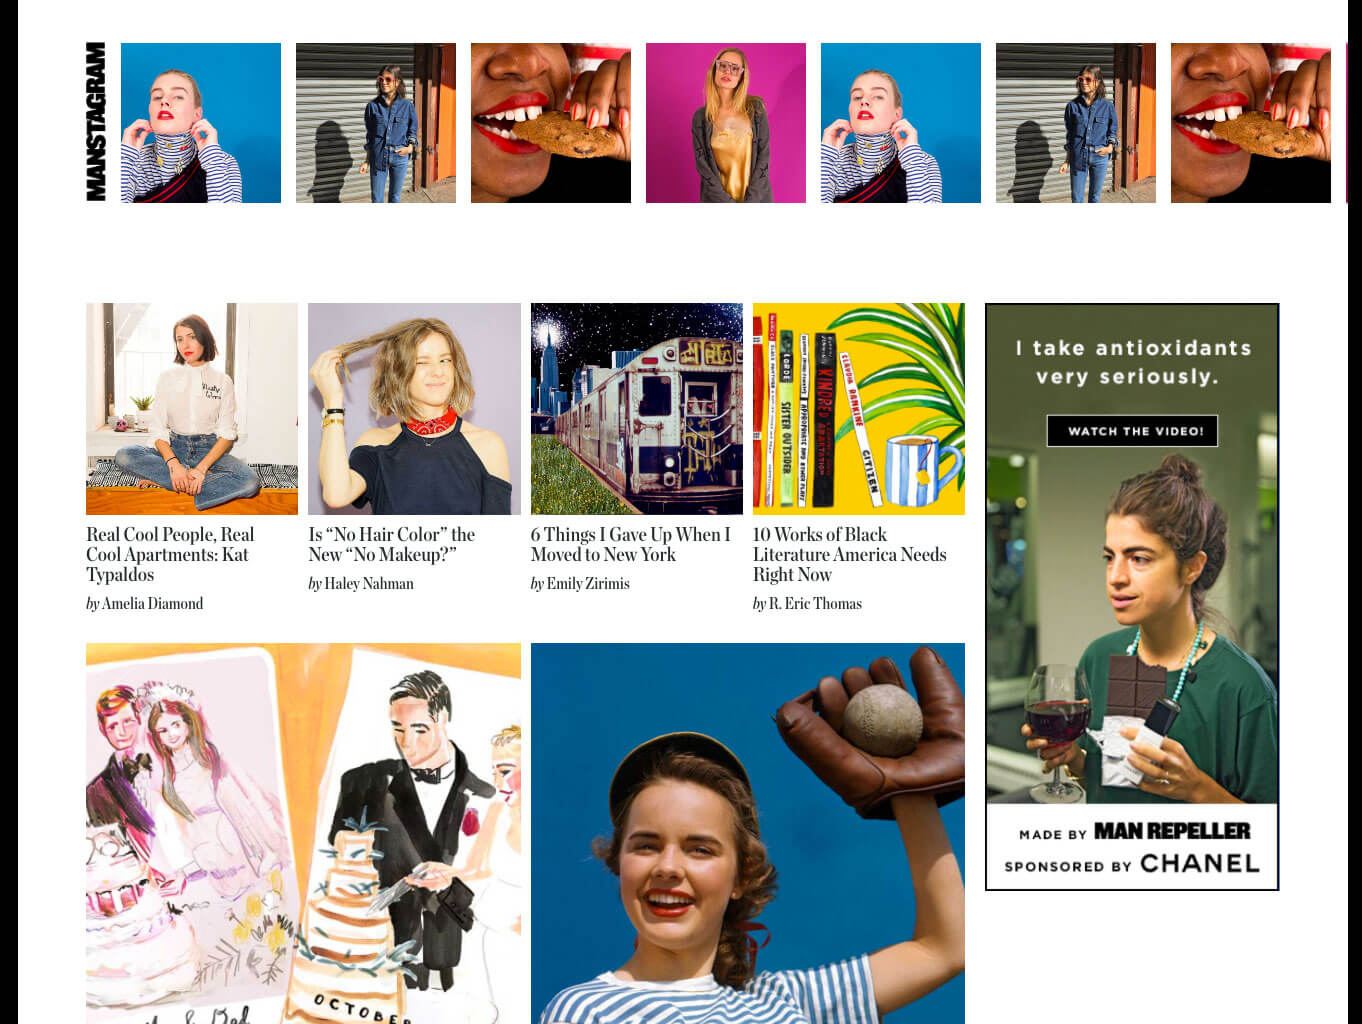 MANSTAGRAM
Real Cool People, Real
Cool Apartments: Kat
Typaldos
by Amelia Diamond
Is “No Hair Color” the
New “No Makeup?”
by Haley Nahman
6 Things I Gave Up When I
Moved to New York
by Emily Zirimis
LORDE
SISTER OUTSIDER
KINDRED
CLAUDIA RANKINE
CITIZEN
10 Works of Black
Literature America Needs
Right Now
by R. Eric Thomas
I take antioxidants
very seriously.
WATCH THE VIDEO!
MADE BY MAN REPELLER
SPONSORED BY CHANEL
OCTOBER